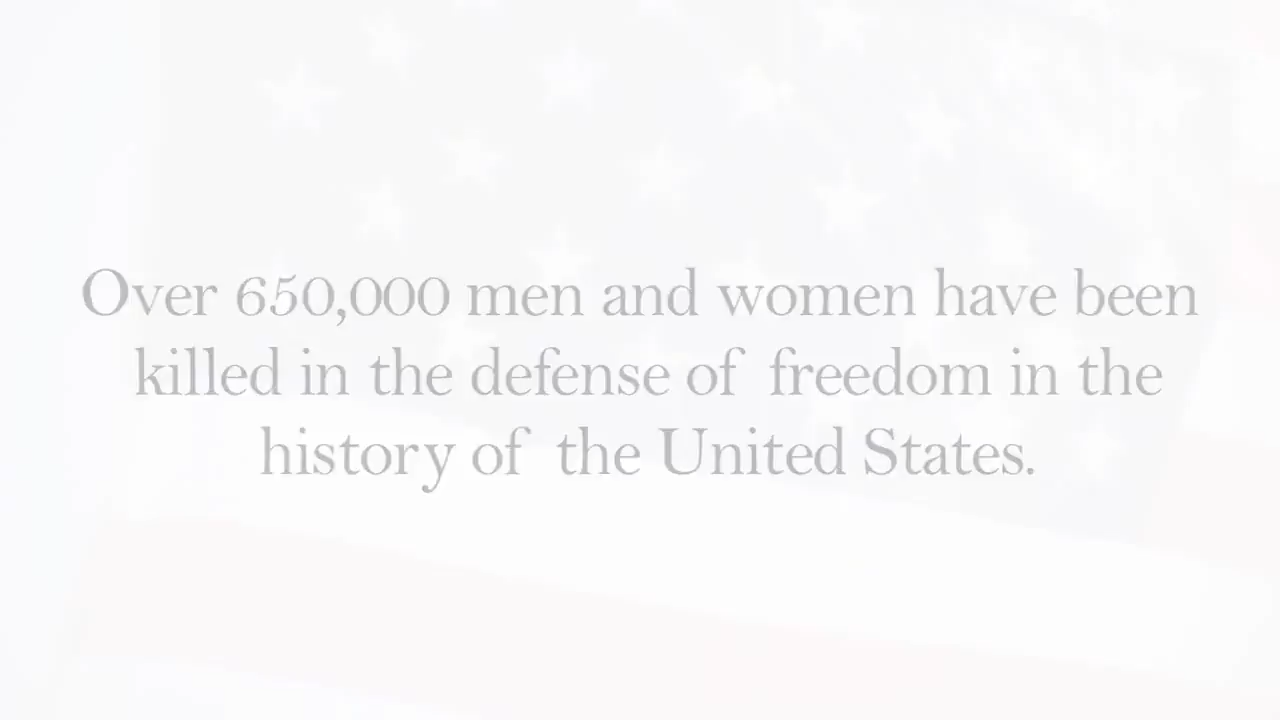 Over 650,000 men and women have been
killed in the defense of freedom in the
history of the United States.